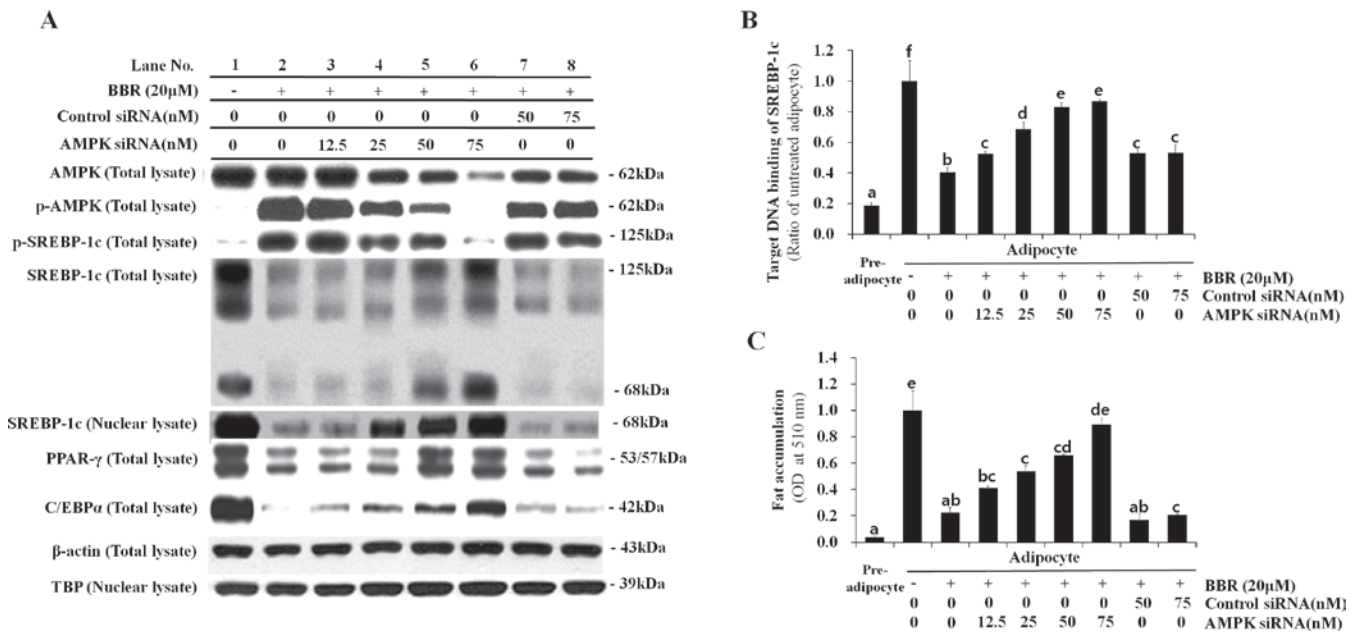 A
Lane No. 1 2 3 4 5 6 7 8
BBR (20μM) - + + + + + + +
Control siRNA(nM) 0 0 0 0 0 0 50 75
AMPK siRNA(nM) 0 0 12.5 25 50 75 0 0
AMPK (Total lysate) - 62kDa
p-AMPK (Total lysate) - 62kDa
p-SREBP-1c (Total lysate) - 125kDa
SREBP-1c (Total lysate) - 125kDa
- 68kDa
SREBP-1c (Nuclear lysate) - 68kDa
PPAR-γ (Total lysate) - 53/57kDa
C/EBPα (Total lysate) - 42kDa
β-actin (Total lysate) - 43kDa
TBP (Nuclear lysate) - 39kDa
B
Target DNA binding of SREBP-1c
(Ratio of untreated adipocyte)
1.2
1.0
0.8
0.6
0.4
0.2
0.0
a f b c d e e c c
Pre-
adipocyte
Adipocyte
- + + + + + + + BBR (20μM)
0 0 0 0 0 0 50 75 Control siRNA(nM)
0 0 12.5 25 50 75 0 0 AMPK siRNA(nM)
C
Fat accumulation
(OD at 510 nm)
1.4
1.2
1.0
0.8
0.6
0.4
0.2
0.0
a e ab bc c cd de ab c
Pre-
adipocyte
Adipocyte
- + + + + + + + BBR (20μM)
0 0 0 0 0 0 50 75 Control siRNA(nM)
0 0 12.5 25 50 75 0 0 AMPK siRNA(nM)